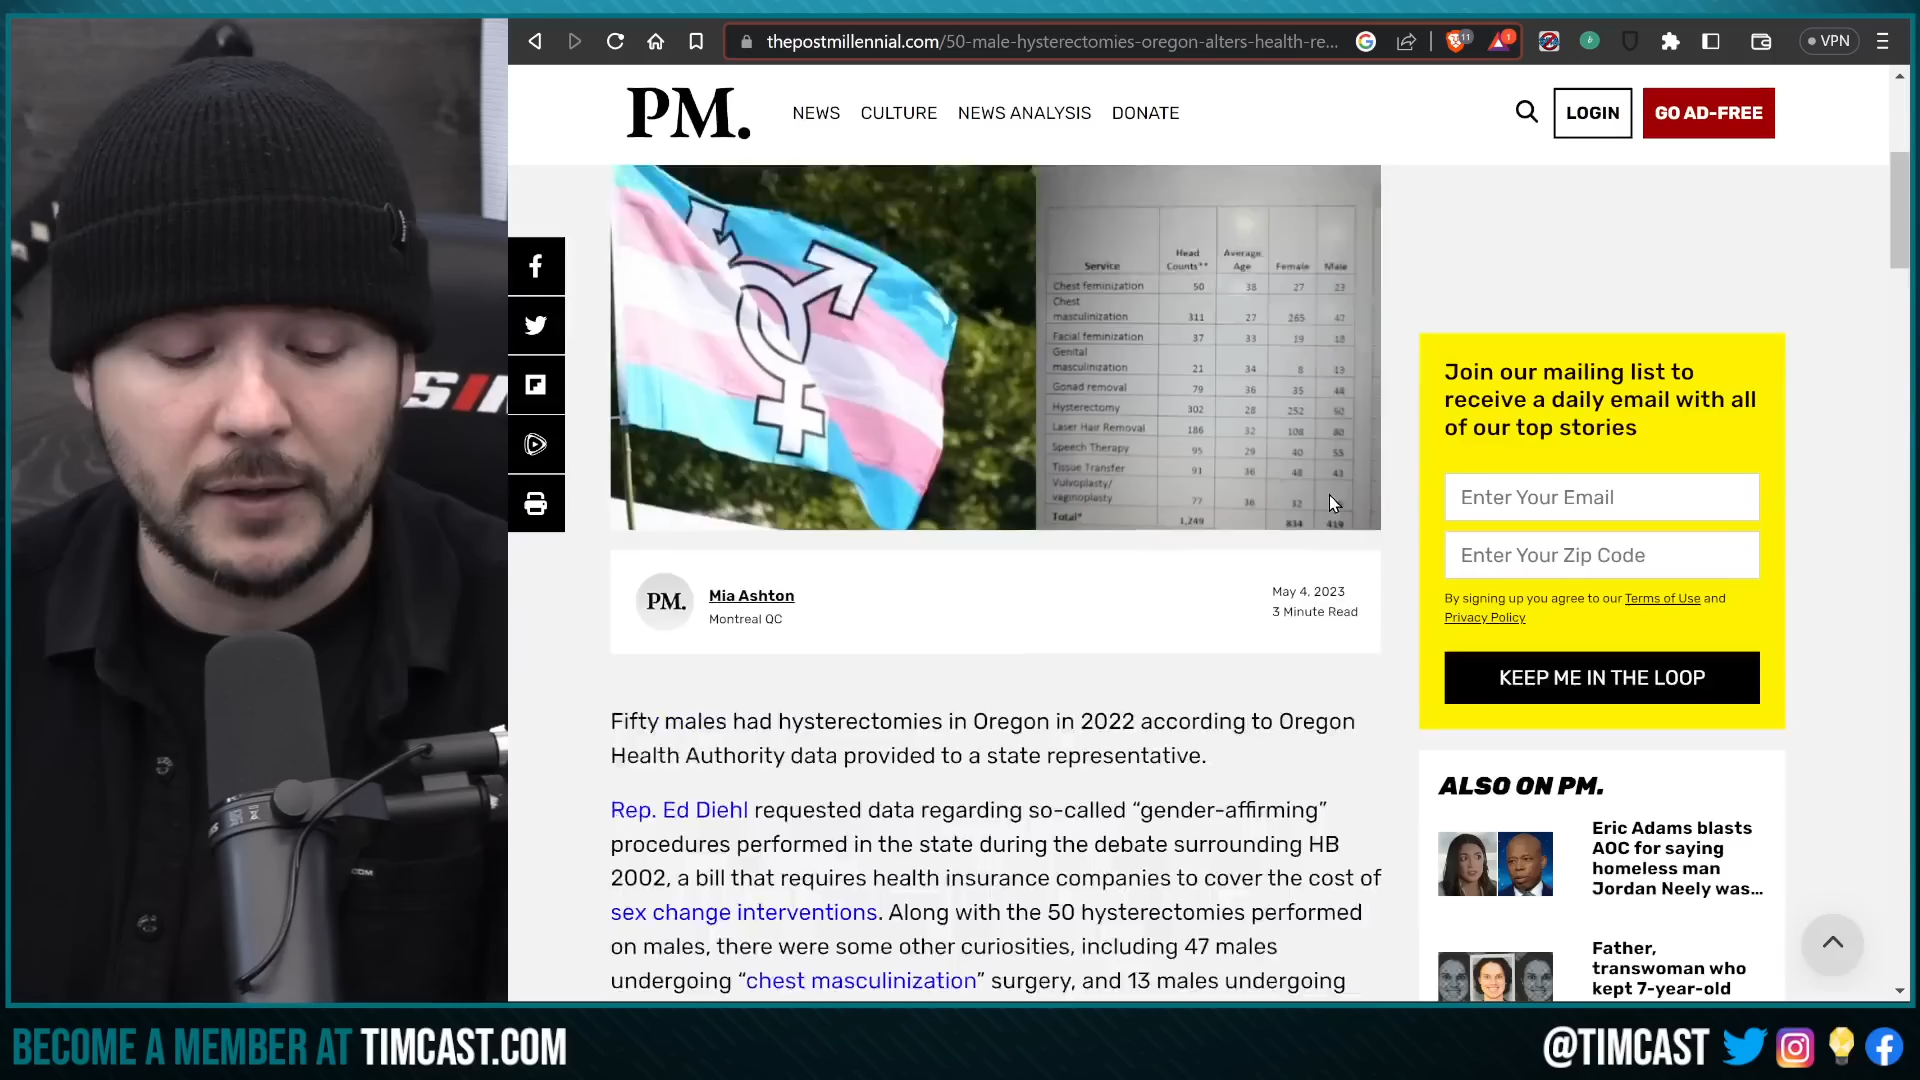 thepostmillennial.com/50-male-hysterectomies-oregon-alters-health-re...
11
1
VPN
PM.
NEWS
CULTURE
NEWS ANALYSIS
DONATE
LOGIN
GO AD-FREE
Service Head Counts** Average Age Female Male
Chest feminization 50 38 27 23
Chest
masculinization 311 27 265 47
Facial feminization 37 33 19 18
Genital
masculinization 21 34 8 13
Gonad removal 79 36 35 44
Hysterectomy 302 28 252
Laser Hair Removal 186 32 108 80
Speech Therapy 95 29 40 55
Tissue Transfer 91 36 48 43
Vulvoplasty/
vaginoplasty 77 36 32
Total* 1,249 834 419
PM.
Mia Ashton
Montreal QC
May 4, 2023
3 Minute Read
Fifty males had hysterectomies in Oregon in 2022 according to Oregon
Health Authority data provided to a state representative.
Rep. Ed Diehl requested data regarding so-called “gender-affirming”
procedures performed in the state during the debate surrounding HB
2002, a bill that requires health insurance companies to cover the cost of
sex change interventions. Along with the 50 hysterectomies performed
on males, there were some other curiosities, including 47 males
undergoing “chest masculinization” surgery, and 13 males undergoing
Join our mailing list to
receive a daily email with all
of our top stories
Enter Your Email
Enter Your Zip Code
By signing up you agree to our Terms of Use and
Privacy Policy
KEEP ME IN THE LOOP
ALSO ON PM.
Eric Adams blasts
AOC for saying
homeless man
Jordan Neely was...
Father,
transwoman who
kept 7-year-old
BECOME A MEMBER AT TIMCAST.COM
@TIMCAST